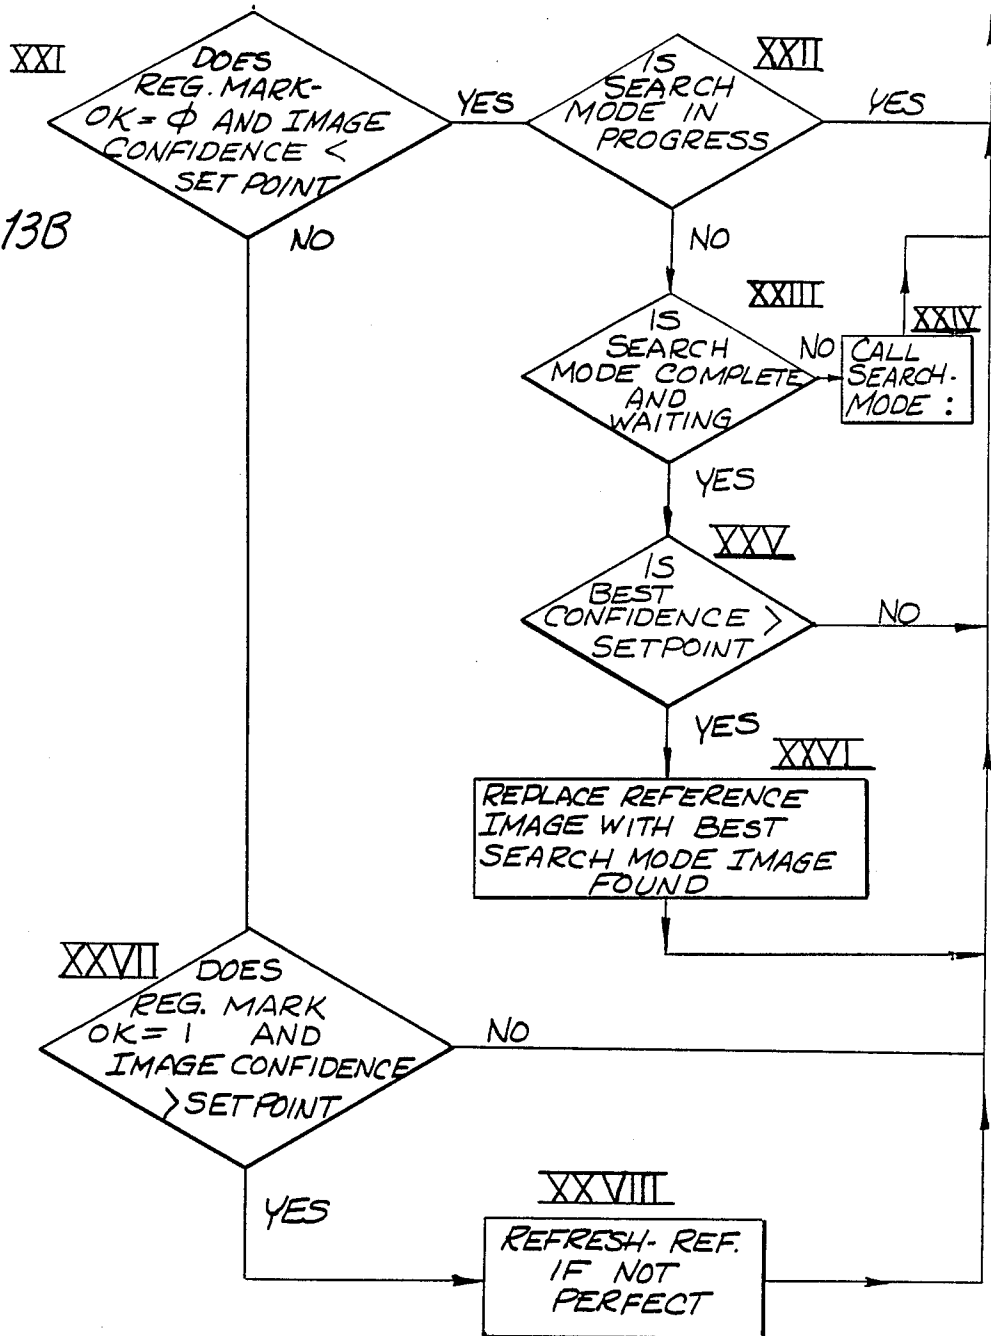 XXI
DOES
REG. MARK-
OK = ϕ AND IMAGE
CONFIDENCE <
SET POINT
YES
NO
13B
XXII
IS
SEARCH
MODE IN
PROGRESS
YES
NO
XXIII
IS
SEARCH
MODE COMPLETE
AND
WAITING
NO
YES
XXIV
CALL
SEARCH-
MODE :
XXV
IS
BEST
CONFIDENCE >
SETPOINT
NO
YES
XXVI
REPLACE REFERENCE
IMAGE WITH BEST
SEARCH MODE IMAGE
FOUND
XXVII
DOES
REG. MARK
OK = 1 AND
IMAGE CONFIDENCE
> SET POINT
NO
YES
XXVIII
REFRESH- REF.
IF NOT
PERFECT